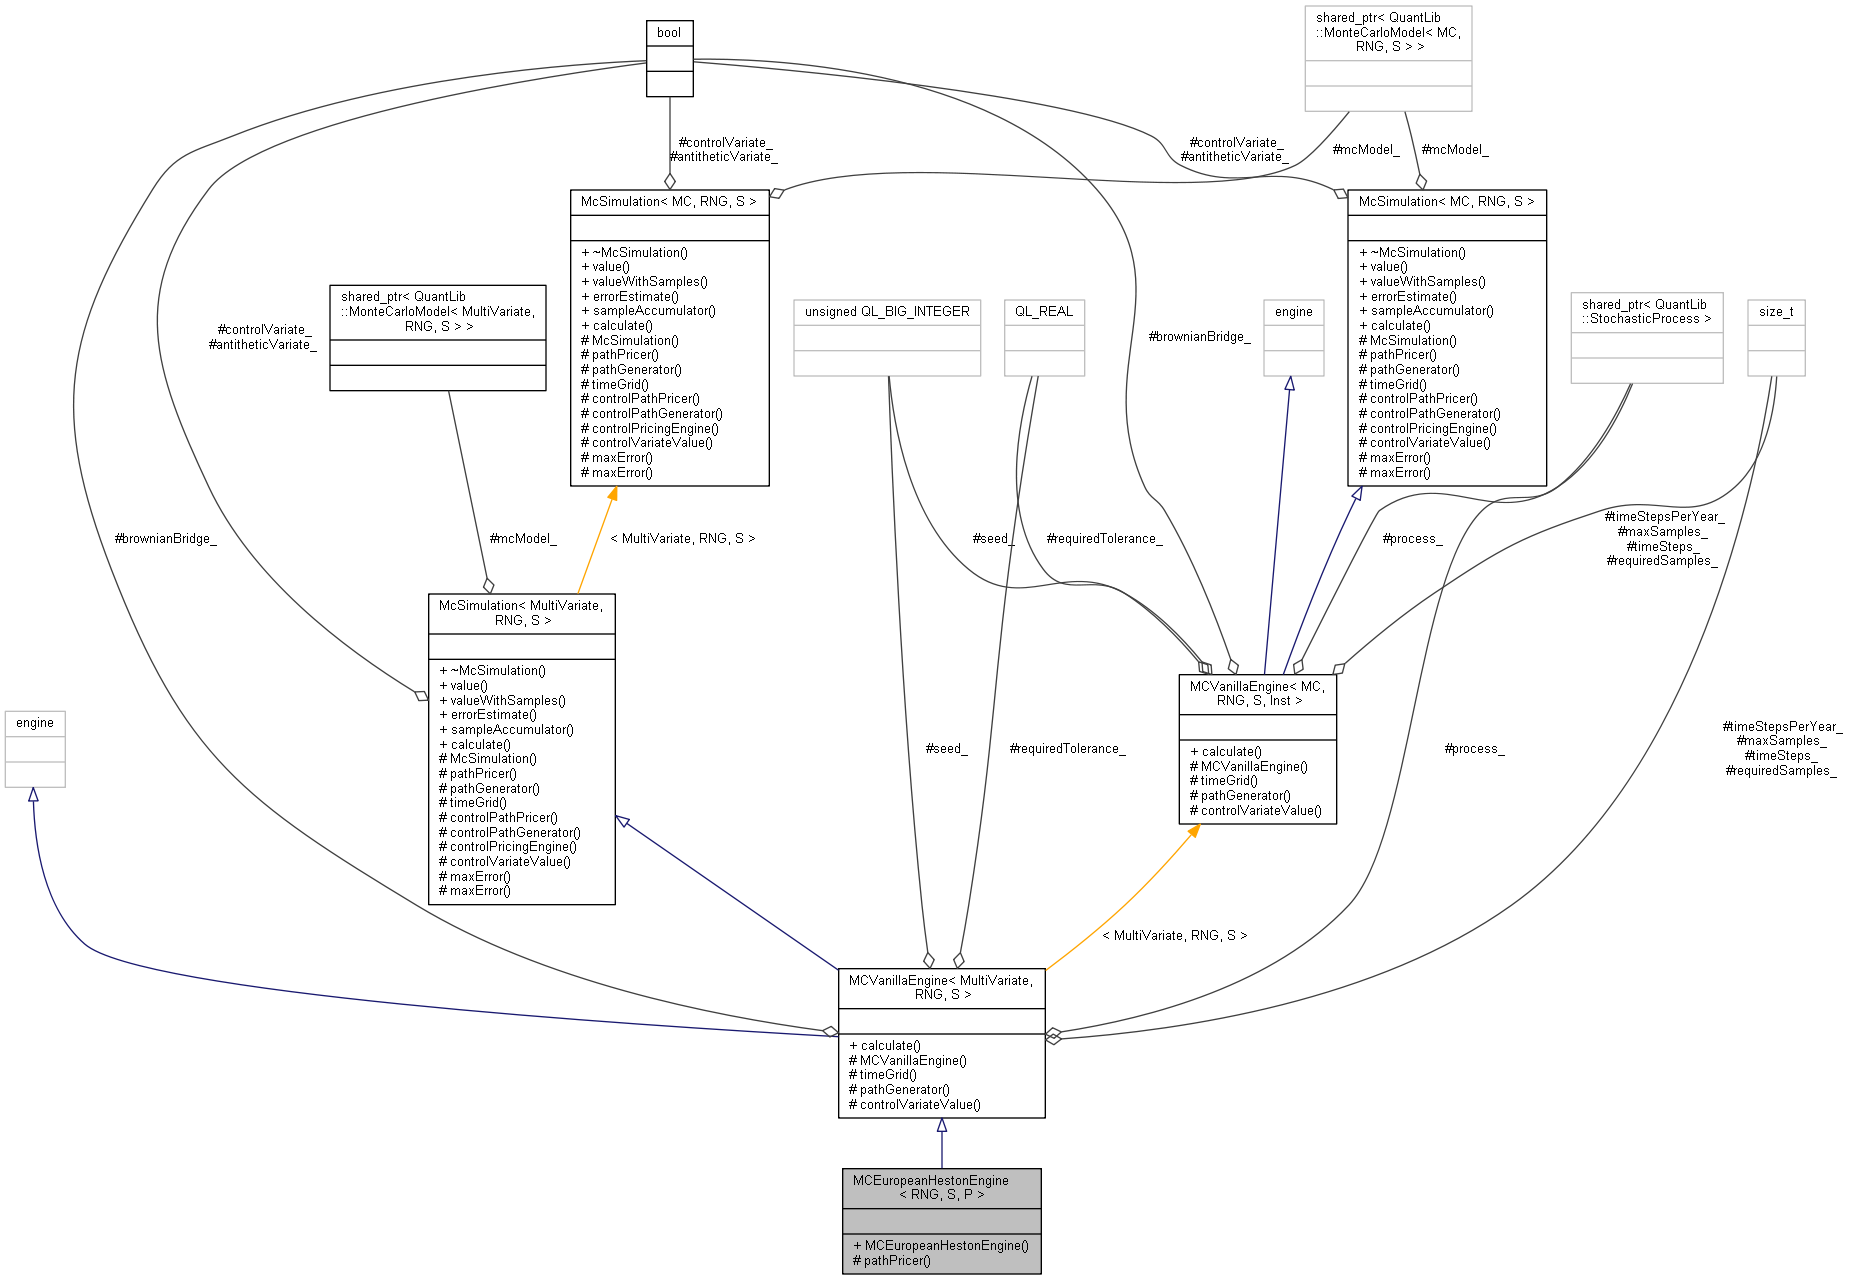 bool
shared_ptr< QuantLib
::MonteCarloModel< MC,
RNG, S > >
#controlVariate_
#antitheticVariate_
#controlVariate_
#antitheticVariate_
#mcModel_
#mcModel_
McSimulation< MC, RNG, S >
+ ~McSimulation()
+ value()
+ valueWithSamples()
+ errorEstimate()
+ sampleAccumulator()
+ calculate()
# McSimulation()
# pathPricer()
# pathGenerator()
# timeGrid()
# controlPathPricer()
# controlPathGenerator()
# controlPricingEngine()
# controlVariateValue()
# maxError()
# maxError()
McSimulation< MC, RNG, S >
+ ~McSimulation()
+ value()
+ valueWithSamples()
+ errorEstimate()
+ sampleAccumulator()
+ calculate()
# McSimulation()
# pathPricer()
# pathGenerator()
# timeGrid()
# controlPathPricer()
# controlPathGenerator()
# controlPricingEngine()
# controlVariateValue()
# maxError()
# maxError()
shared_ptr< QuantLib
::MonteCarloModel< MultiVariate,
RNG, S > >
unsigned QL_BIG_INTEGER
QL_REAL
engine
shared_ptr< QuantLib
::StochasticProcess >
size_t
#controlVariate_
#antitheticVariate_
#brownianBridge_
#brownianBridge_
#mcModel_
< MultiVariate, RNG, S >
#seed_
#requiredTolerance_
#process_
#timeStepsPerYear_
#maxSamples_
#timeSteps_
#requiredSamples_
McSimulation< MultiVariate,
RNG, S >
+ ~McSimulation()
+ value()
+ valueWithSamples()
+ errorEstimate()
+ sampleAccumulator()
+ calculate()
# McSimulation()
# pathPricer()
# pathGenerator()
# timeGrid()
# controlPathPricer()
# controlPathGenerator()
# controlPricingEngine()
# controlVariateValue()
# maxError()
# maxError()
MCVanillaEngine< MC,
RNG, S, Inst >
+ calculate()
# MCVanillaEngine()
# timeGrid()
# pathGenerator()
# controlVariateValue()
engine
#seed_
#requiredTolerance_
#process_
#timeStepsPerYear_
#maxSamples_
#timeSteps_
#requiredSamples_
< MultiVariate, RNG, S >
MCVanillaEngine< MultiVariate,
RNG, S >
+ calculate()
# MCVanillaEngine()
# timeGrid()
# pathGenerator()
# controlVariateValue()
MCEuropeanHestonEngine
< RNG, S, P >
+ MCEuropeanHestonEngine()
# pathPricer()